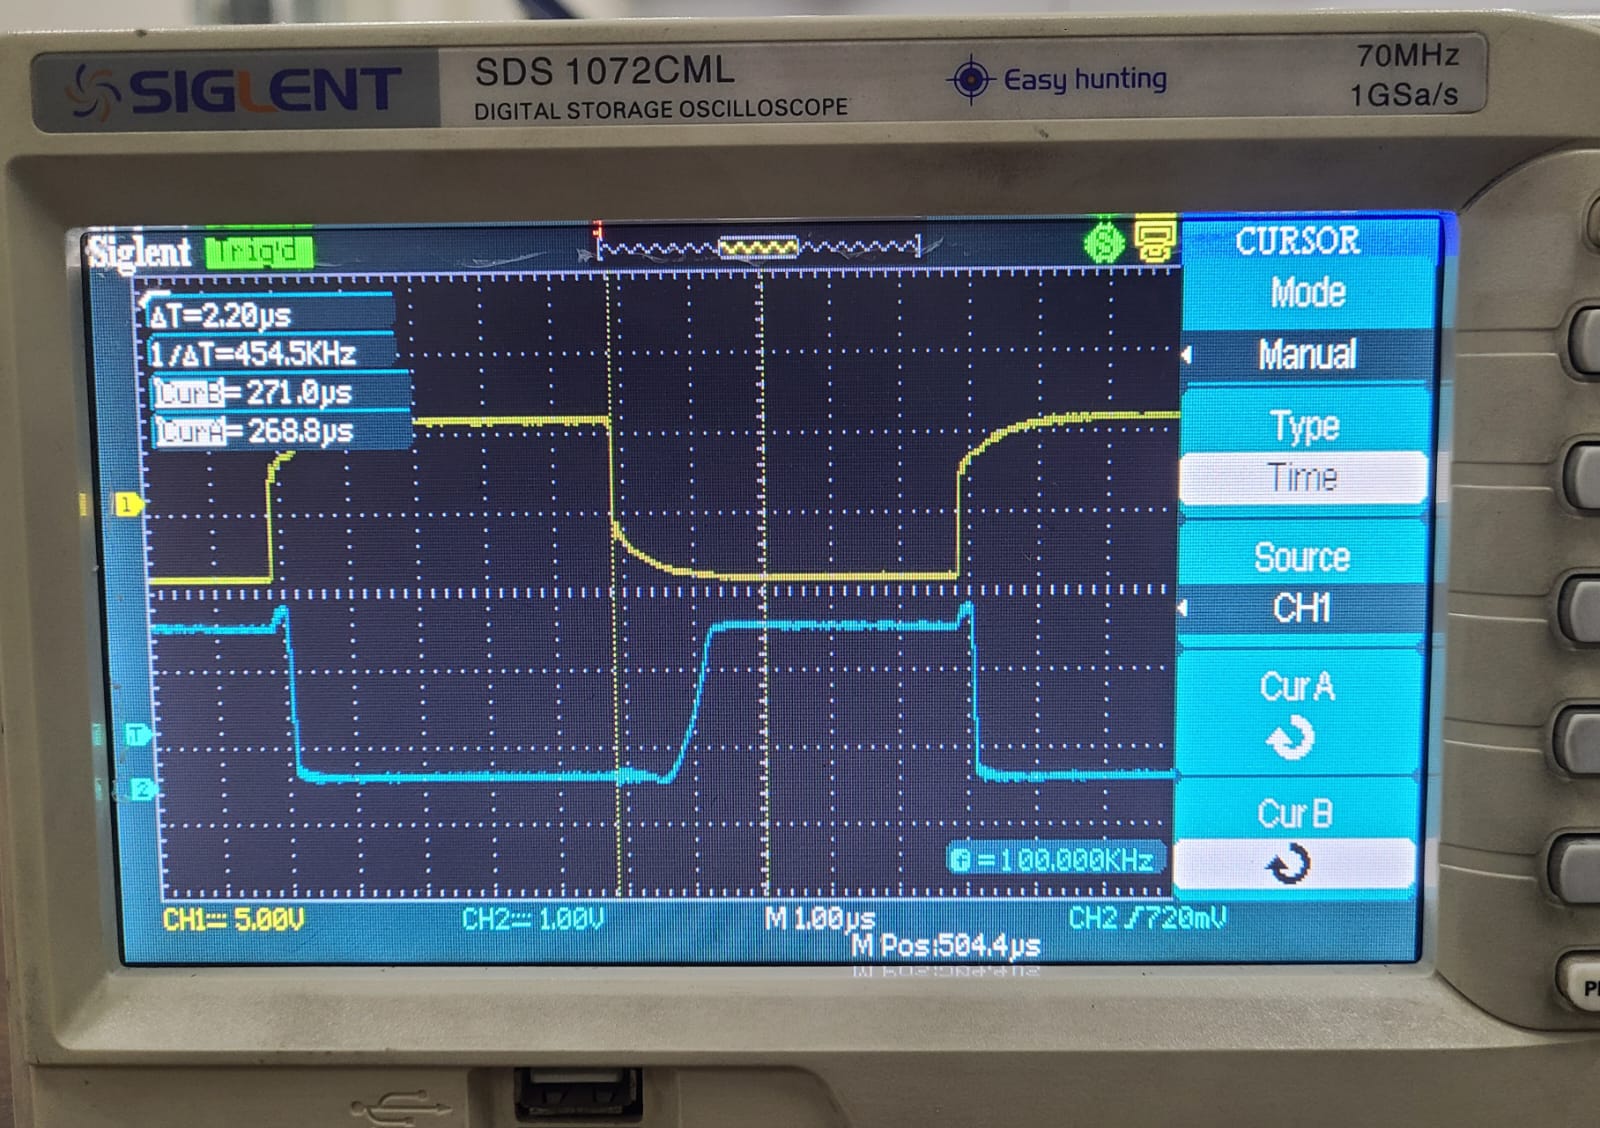 SIGLENT
SDS 1072CML
DIGITAL STORAGE OSCILLOSCOPE
Easy hunting
70MHz
1GSa/s
Siglent Trig'd
CURSOR
Mode
Manual
Type
Time
Source
CH1
Cur A
Cur B
ΔT=2.20µs
1/ΔT=454.5KHz
CurB=271.0µs
CurA=268.8µs
1
T
2
f=100.000KHz
CH1 5.00V CH2 1.00V M 1.00µs CH2 720mV
M Pos:504.4µs